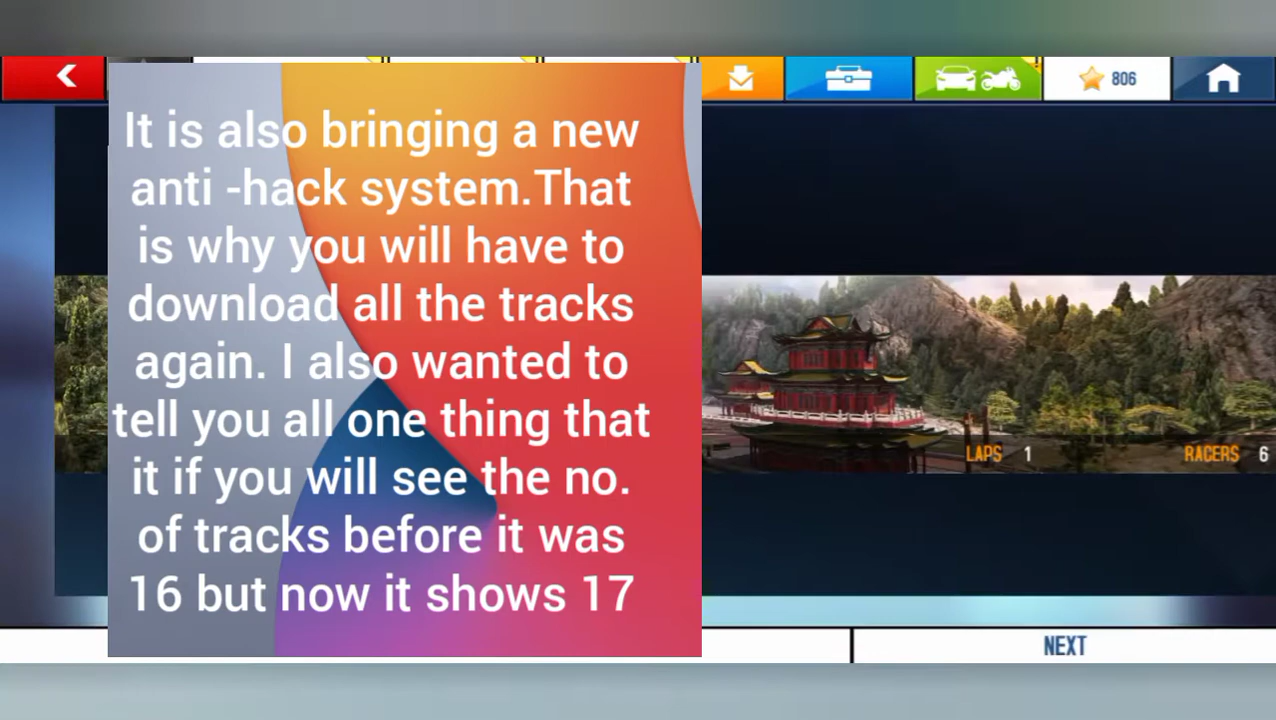 806
It is also bringing a new
anti -hack system.That
is why you will have to
download all the tracks
again. I also wanted to
tell you all one thing that
it if you will see the no.
of tracks before it was
16 but now it shows 17
LAPS 1
RACERS 6
NEXT